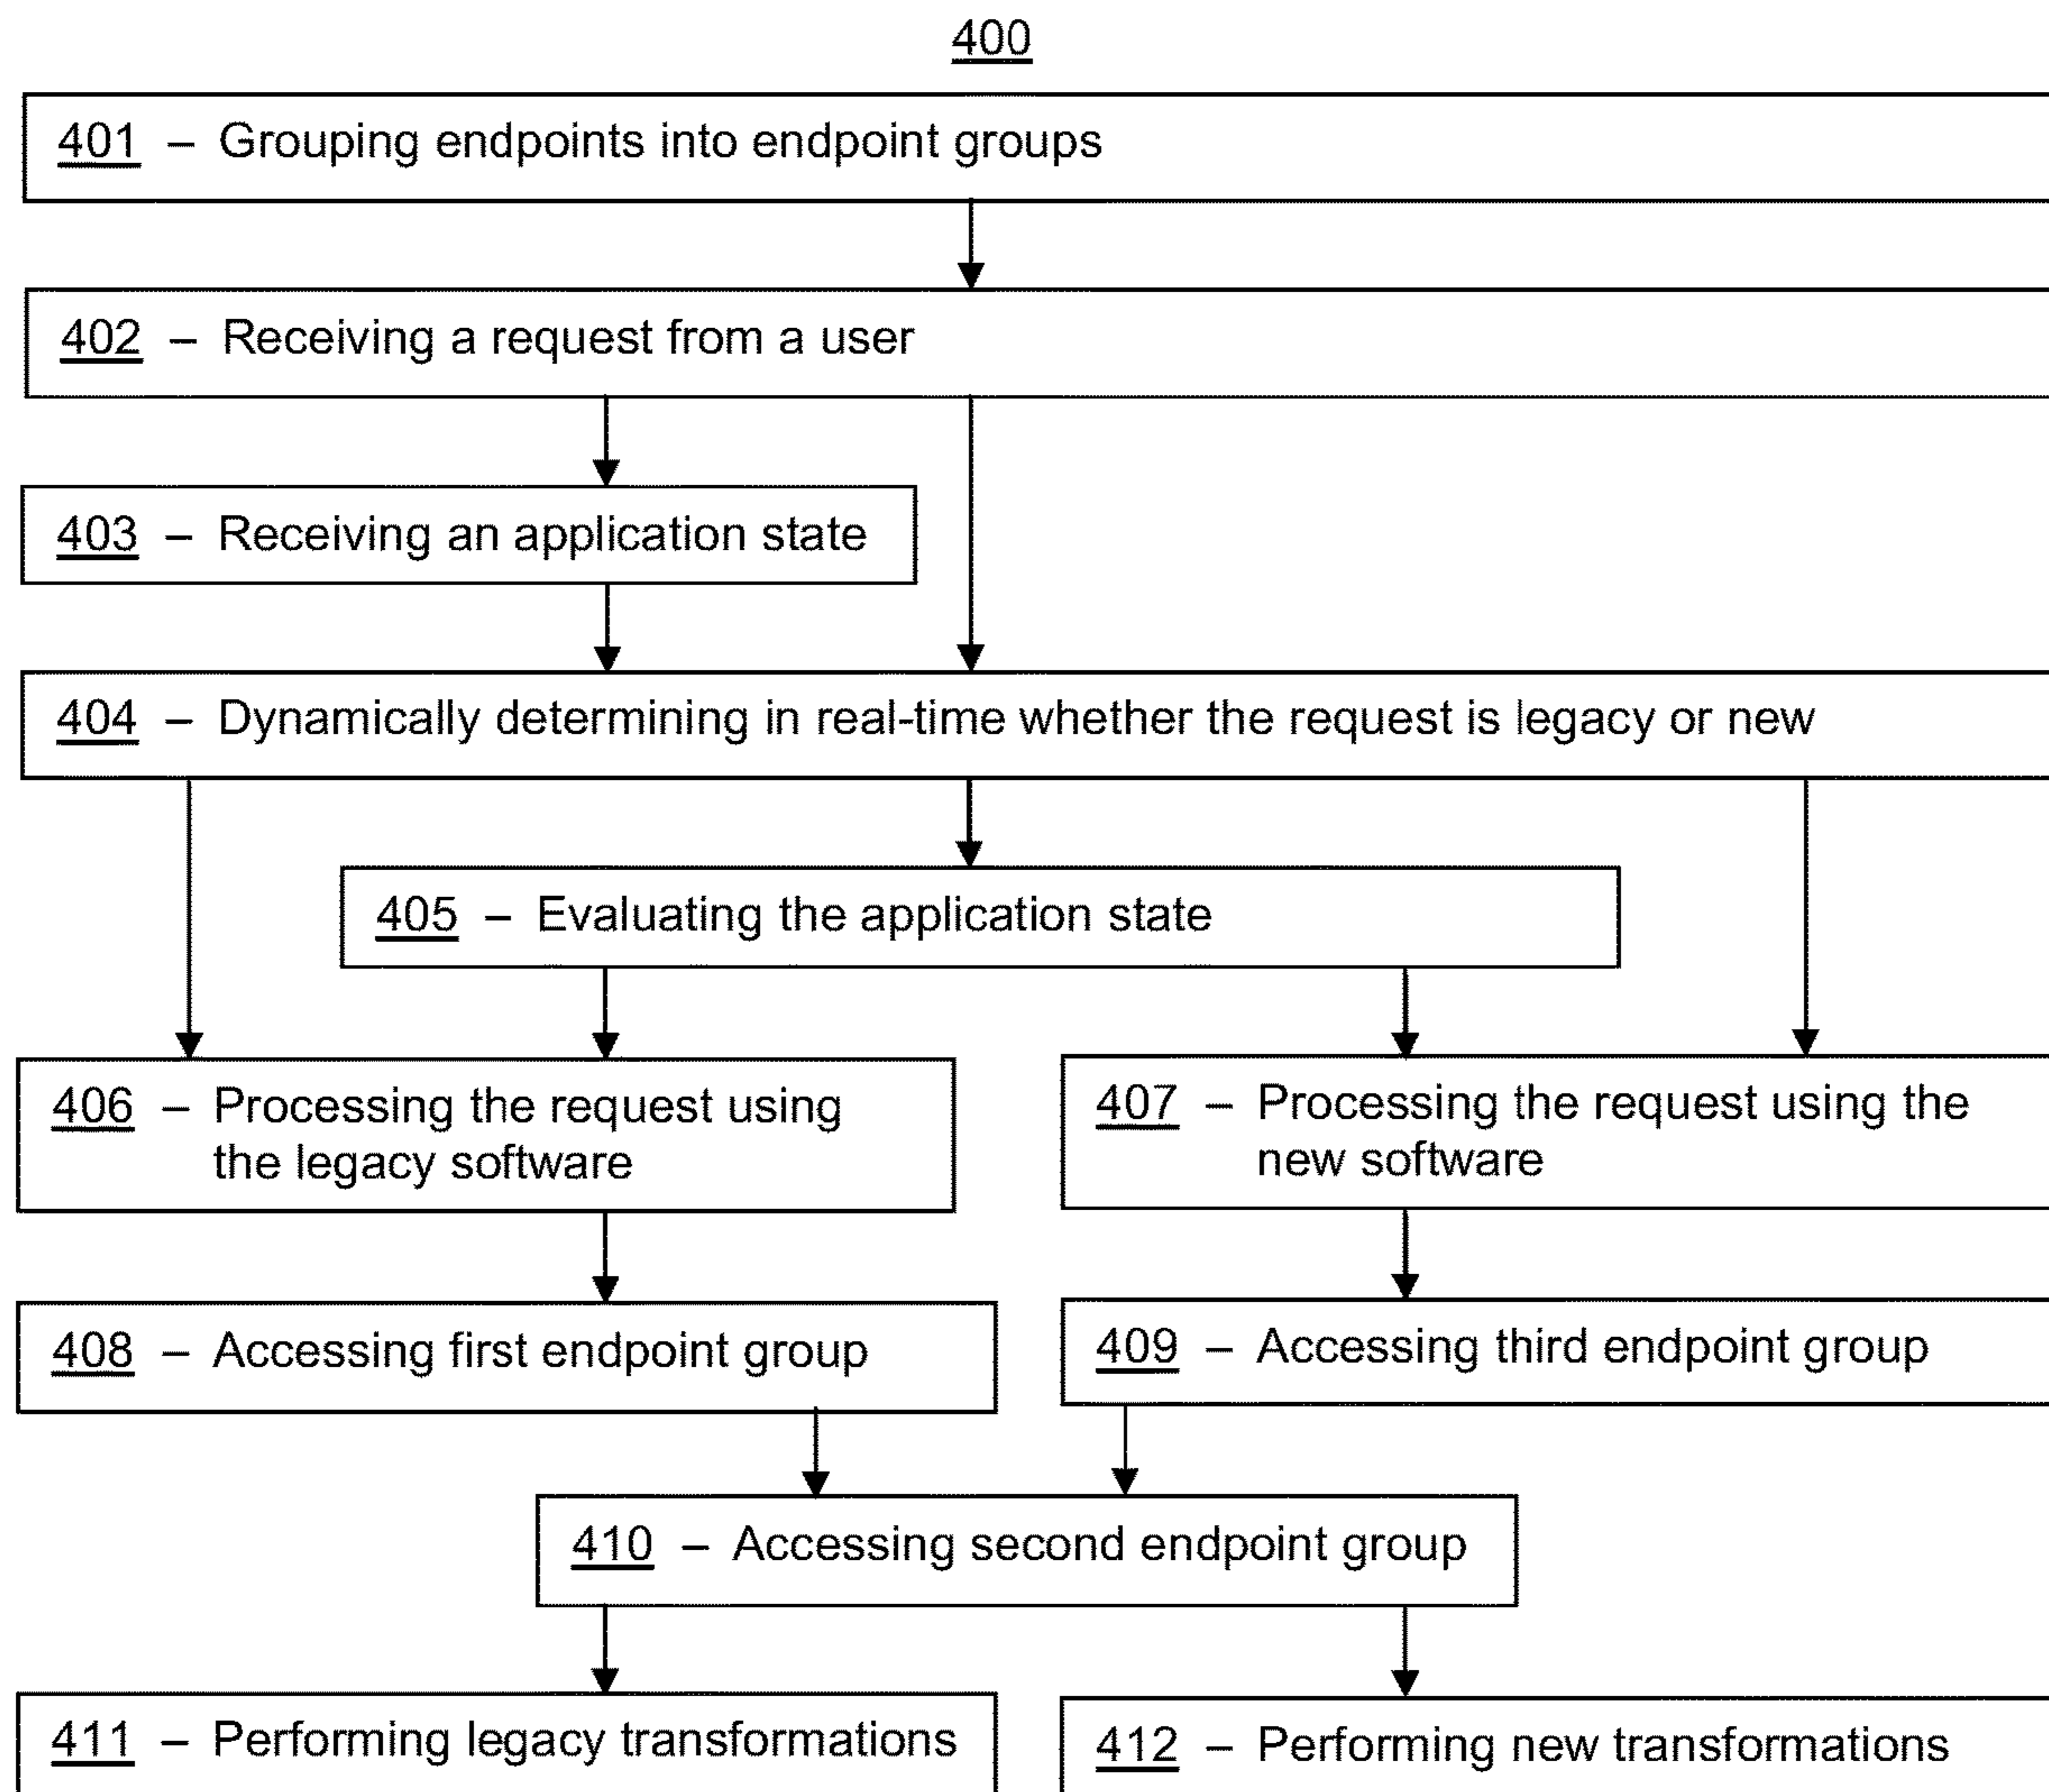 400
401 – Grouping endpoints into endpoint groups
402 – Receiving a request from a user
403 – Receiving an application state
404 – Dynamically determining in real-time whether the request is legacy or new
405 – Evaluating the application state
406 – Processing the request using
the legacy software
407 – Processing the request using the
new software
408 – Accessing first endpoint group
409 – Accessing third endpoint group
410 – Accessing second endpoint group
411 – Performing legacy transformations
412 – Performing new transformations